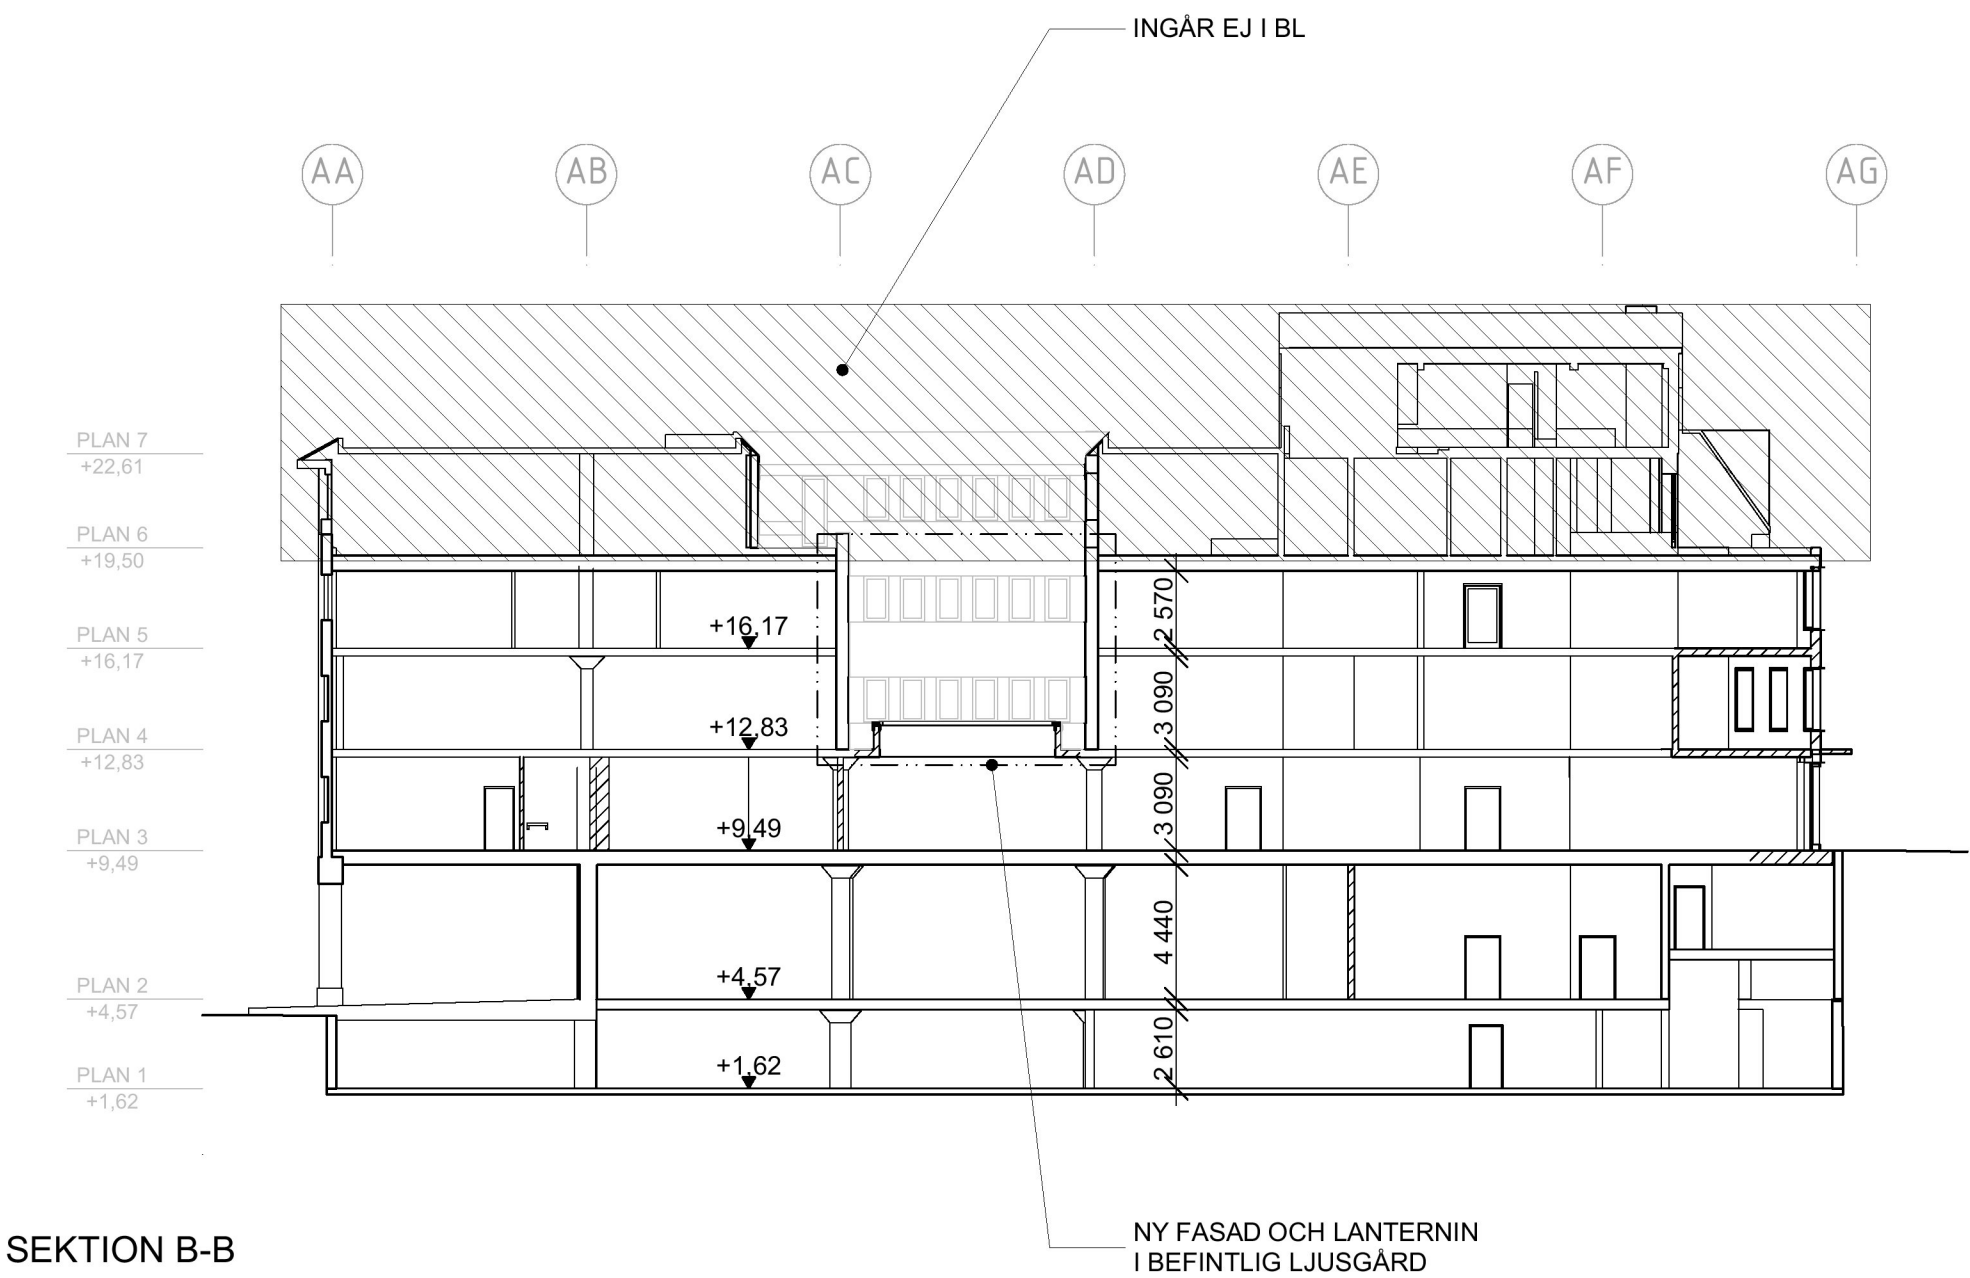 INGÅR EJ I BL
AA AB AC AD AE AF AG
PLAN 7
+22,61
PLAN 6
+19,50
2 570
+16,17
PLAN 5
+16,17
3 090
+12,83
PLAN 4
+12,83
3 090
+9,49
PLAN 3
+9,49
4 440
+4,57
PLAN 2
+4,57
2 610
+1,62
PLAN 1
+1,62
NY FASAD OCH LANTERNIN
I BEFINTLIG LJUSGÅRD
SEKTION B-B